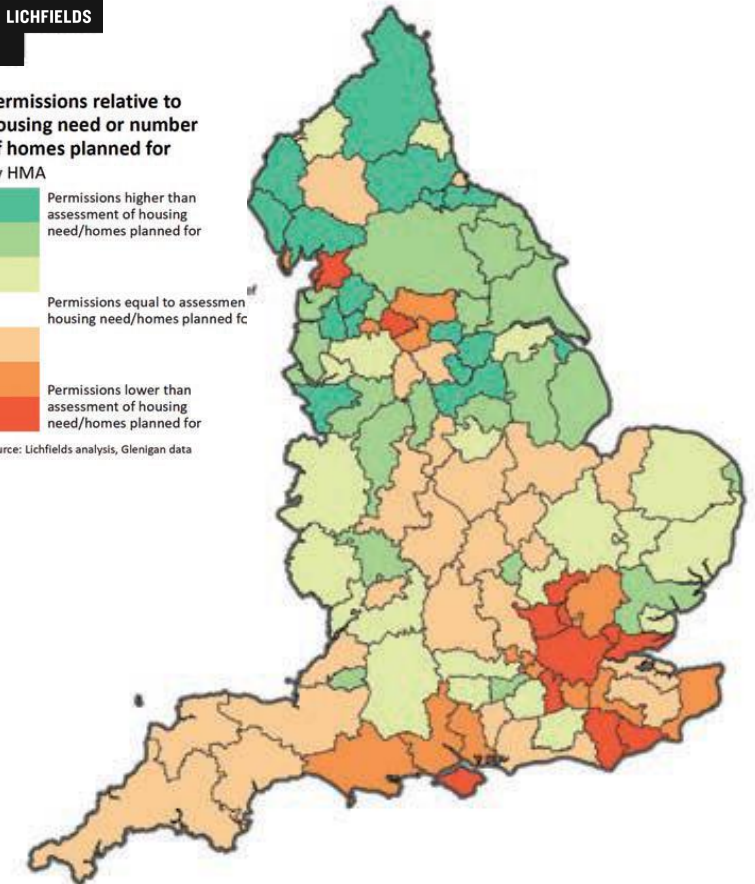 LICHFIELDS
ermissions relative to
ousing need or number
f homes planned for
y HMA
Permissions higher than
assessment of housing
need/homes planned for
Permissions equal to assessmen
housing need/homes planned fo
Permissions lower than
assessment of housing
need/homes planned for
urce: Lichfields analysis, Glenigan data